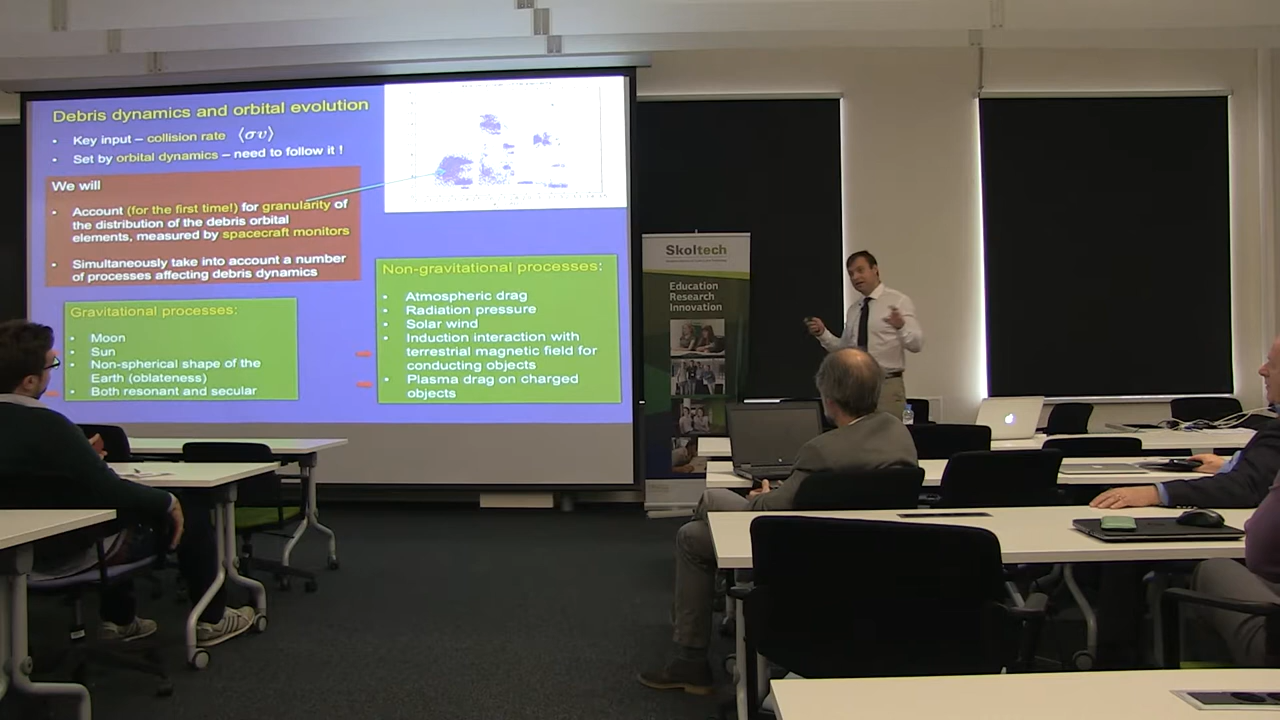 Debris dynamics and orbital evolution
• Key input – collision rate ⟨σv⟩
• Set by orbital dynamics – need to follow it !
We will
• Account (for the first time!) for granularity of
the distribution of the debris orbital
elements, measured by spacecraft monitors
• Simultaneously take into account a number
of processes affecting debris dynamics
Gravitational processes:
• Moon
• Sun
• Non-spherical shape of the
Earth (oblateness)
• Both resonant and secular
Non-gravitational processes:
• Atmospheric drag
• Radiation pressure
• Solar wind
• Induction interaction with
terrestrial magnetic field for
conducting objects
• Plasma drag on charged
objects
Skoltech
Education
Research
Innovation